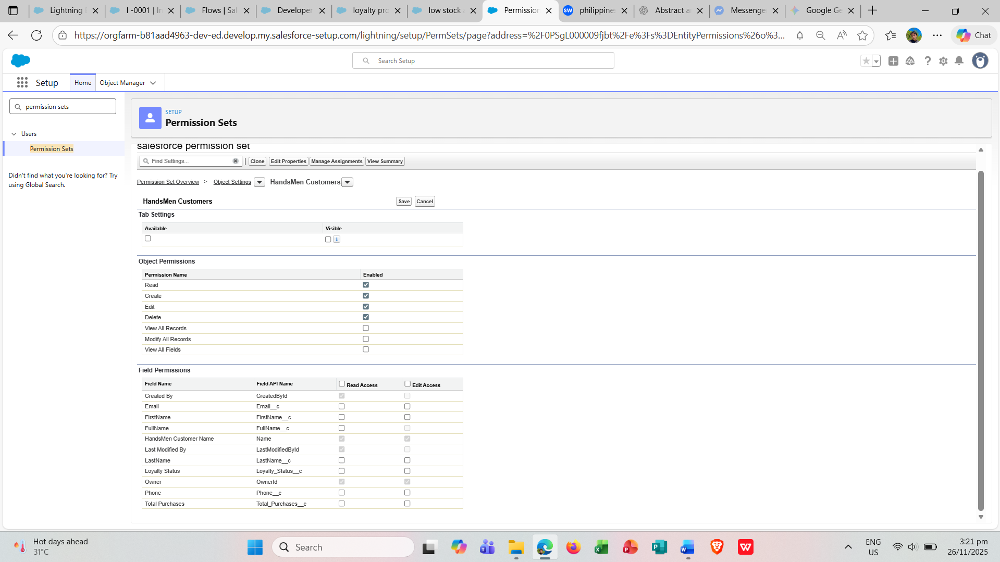 Lightning
I -0001 | In
Flows | Sal
Developer
loyalty pro
low stock a
Permission
SW
philippines
Abstract a
Messenge
Google Ge
https://orgfarm-b81aad4963-dev-ed.develop.my.salesforce-setup.com/lightning/setup/PermSets/page?address=%2F0PSgL000009fjbt%2Fe%3Fs%3DEntityPermissions%26o%3...
Chat
Search Setup
Setup
Home
Object Manager
permission sets
Users
Permission Sets
Didn't find what you're looking for? Try
using Global Search.
SETUP
Permission Sets
salesforce permission set
Find Settings...
Clone
Edit Properties
Manage Assignments
View Summary
Permission Set Overview > Object Settings HandsMen Customers
HandsMen Customers
Save
Cancel
Tab Settings
Available Visible
Object Permissions
Permission Name Enabled
Read
Create
Edit
Delete
View All Records
Modify All Records
View All Fields
Field Permissions
Field Name Field API Name Read Access Edit Access
Created By CreatedById
Email Email__c
FirstName FirstName__c
FullName FullName__c
HandsMen Customer Name Name
Last Modified By LastModifiedById
LastName LastName__c
Loyalty Status Loyalty_Status__c
Owner OwnerId
Phone Phone__c
Total Purchases Total_Purchases__c
Hot days ahead
31°C
Search
ENG
US
3:21 pm
26/11/2025